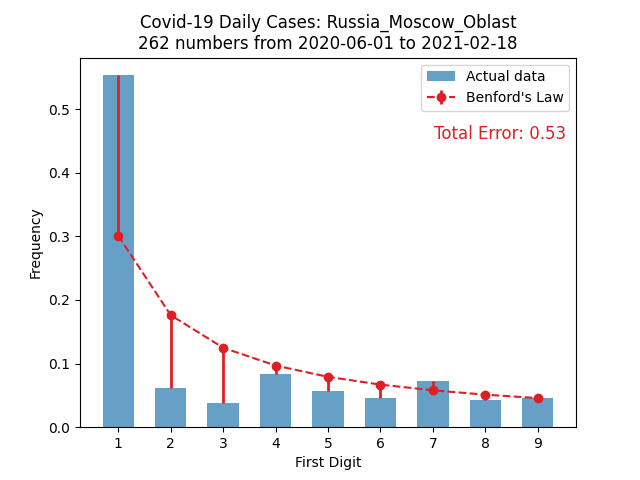 Covid-19 Daily Cases: Russia_Moscow_Oblast
262 numbers from 2020-06-01 to 2021-02-18
Actual data
Benford's Law
Total Error: 0.53
Frequency
0.5
0.4
0.3
0.2
0.1
0.0
1 2 3 4 5 6 7 8 9
First Digit